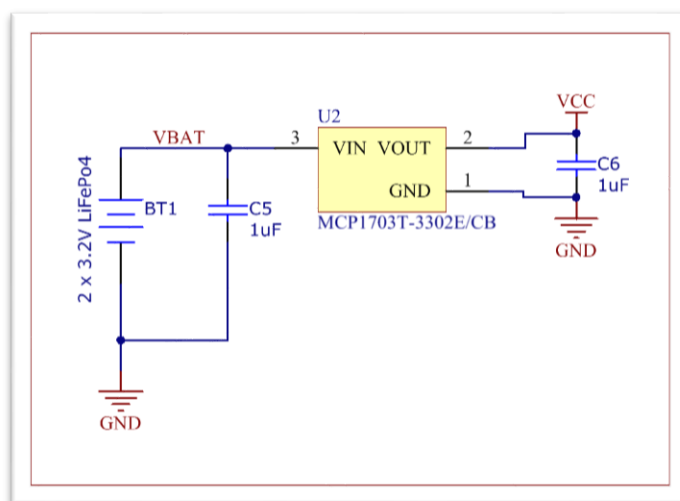 VCC
U2
VBAT
3
VIN VOUT
2
C6
1uF
2 x 3.2V LiFePo4
BT1
C5
1uF
GND
1
MCP1703T-3302E/CB
GND
GND